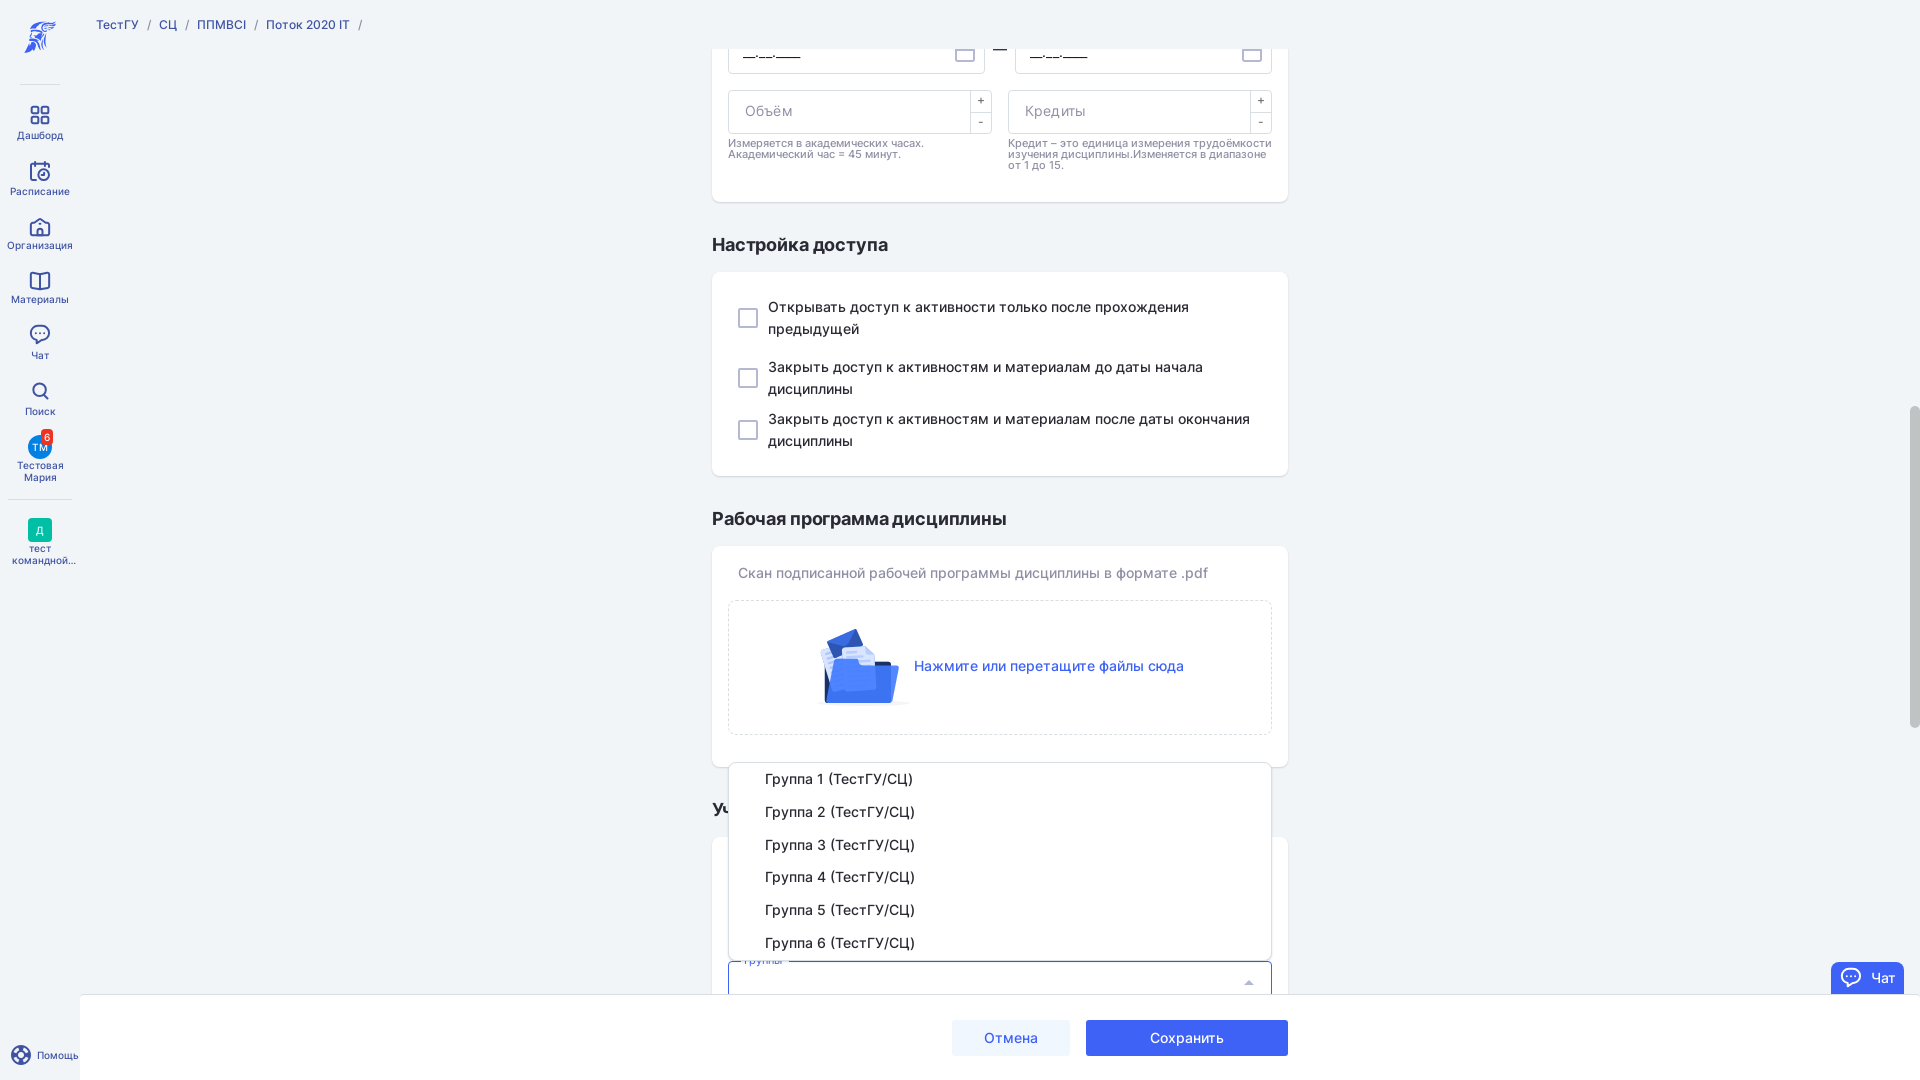 ТестГУ / СЦ / ППМВCI / Поток 2020 IT /
Дашборд
Расписание
Организация
Материалы
Чат
Поиск
6
ТМ
Тестовая
Мария
Д
тест
командной...
Помощь
__.__.____ — __.__.____
Объём + -
Кредиты + -
Измеряется в академических часах.
Академический час = 45 минут.
Кредит – это единица измерения трудоёмкости
изучения дисциплины.Изменяется в диапазоне
от 1 до 15.
Настройка доступа
Открывать доступ к активности только после прохождения
предыдущей
Закрыть доступ к активностям и материалам до даты начала
дисциплины
Закрыть доступ к активностям и материалам после даты окончания
дисциплины
Рабочая программа дисциплины
Скан подписанной рабочей программы дисциплины в формате .pdf
Нажмите или перетащите файлы сюда
Группа 1 (ТестГУ/СЦ)
Группа 2 (ТестГУ/СЦ)
Группа 3 (ТестГУ/СЦ)
Группа 4 (ТестГУ/СЦ)
Группа 5 (ТестГУ/СЦ)
Группа 6 (ТестГУ/СЦ)
Группы
Чат
Отмена
Сохранить